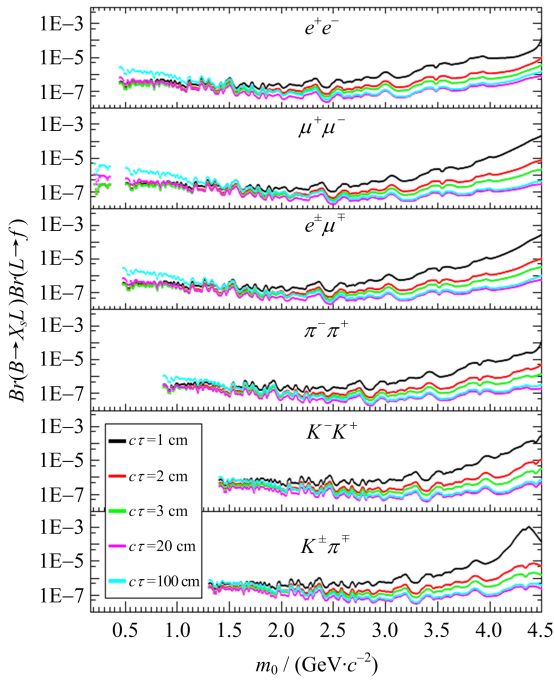 e⁺e⁻
1E−3
1E−5
1E−7
μ⁺μ⁻
1E−3
1E−5
1E−7
e±μ∓
1E−3
1E−5
1E−7
π⁻π⁺
1E−3
1E−5
1E−7
K⁻K⁺
1E−3
1E−5
1E−7
K±π∓
1E−3
1E−5
1E−7
Br(B→XₛL)Br(L→f)
cτ=1 cm
cτ=2 cm
cτ=3 cm
cτ=20 cm
cτ=100 cm
0.5 1.0 1.5 2.0 2.5 3.0 3.5 4.0 4.5
m₀ / (GeV·c⁻²)